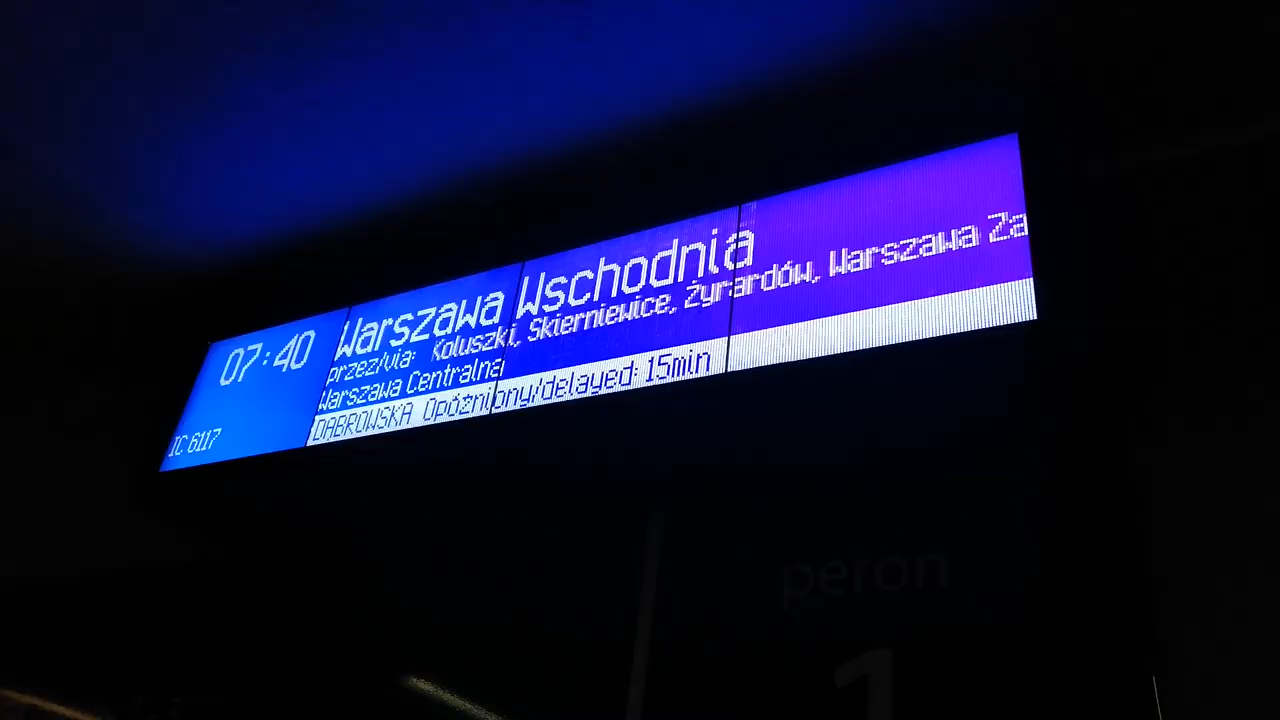 07:40
Warszawa Wschodnia
przez/via: Koluszki, Skierniewice, Żyrardów, Warszawa Za
Warszawa Centralna
IC 6117
DĄBROWSKA Opóźniony/delayed: 15min
peron
1